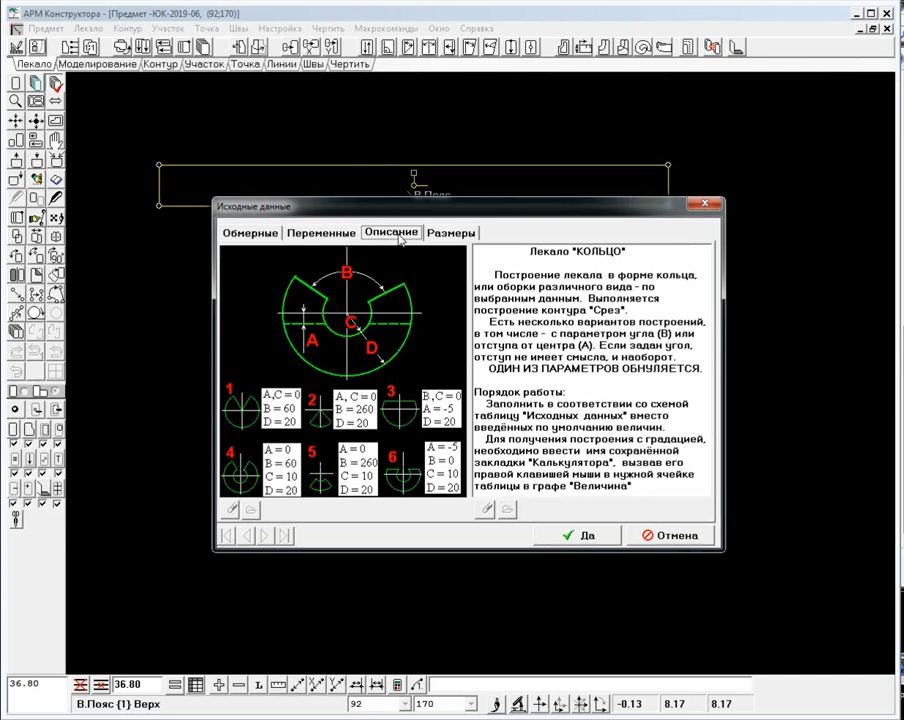 АРМ Конструктора - [Предмет -ЮК-2019-06, (92;170)]
Предмет Лекало Контур Участок Точка Швы Настройка Чертить Макрокоманды Окно Справка
Лекало Моделирование Контур Участок Точка Линии Швы Чертить
В.Пояс
Исходные данные
Обмерные Переменные Описание Размеры
B
C
A
D
1
A,C = 0
B = 60
D = 20
2
A, C = 0
B = 260
D = 20
3
B,C = 0
A = -5
D = 20
4
A = 0
B = 60
C = 10
D = 20
5
A = 0
B = 260
C = 10
D = 20
6
A = -5
B = 0
C = 10
D = 20
Лекало "КОЛЬЦО"
Построение лекала в форме кольца,
или оборки различного вида - по
выбранным данным. Выполняется
построение контура "Срез".
Есть несколько вариантов построений,
в том числе - с параметром угла (В) или
отступа от центра (А). Если задан угол,
отступ не имеет смысла, и наоборот.
ОДИН ИЗ ПАРАМЕТРОВ ОБНУЛЯЕТСЯ.
Порядок работы:
Заполнить в соответствии со схемой
таблицу "Исходных данных" вместо
введённых по умолчанию величин.
Для получения построения с градацией,
необходимо ввести имя сохранённой
закладки "Калькулятора", вызвав его
правой клавишей мыши в нужной ячейке
таблицы в графе "Величина"
Да Отмена
36.80
36.80
L
В.Пояс {1} Верх
92 170 -0.13 8.17 8.17